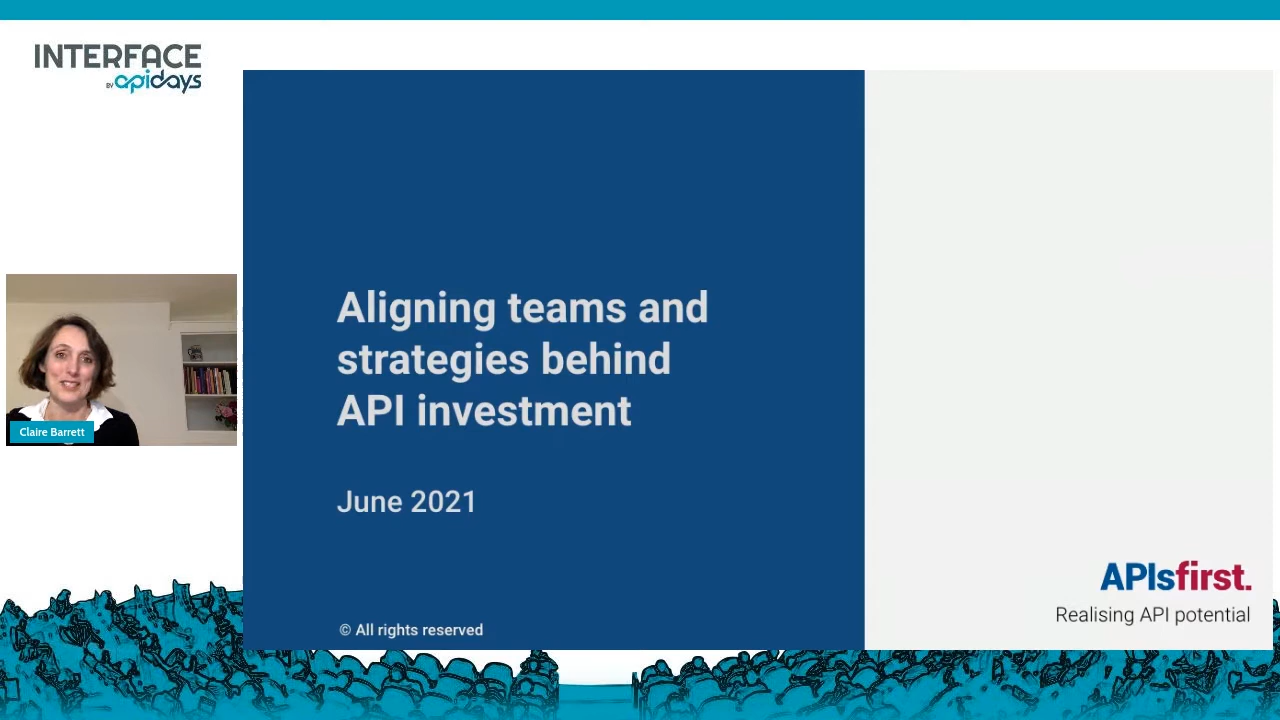 INTERFACE
BY apidays
Aligning teams and
strategies behind
API investment
June 2021
© All rights reserved
APIsfirst.
Realising API potential
Claire Barrett